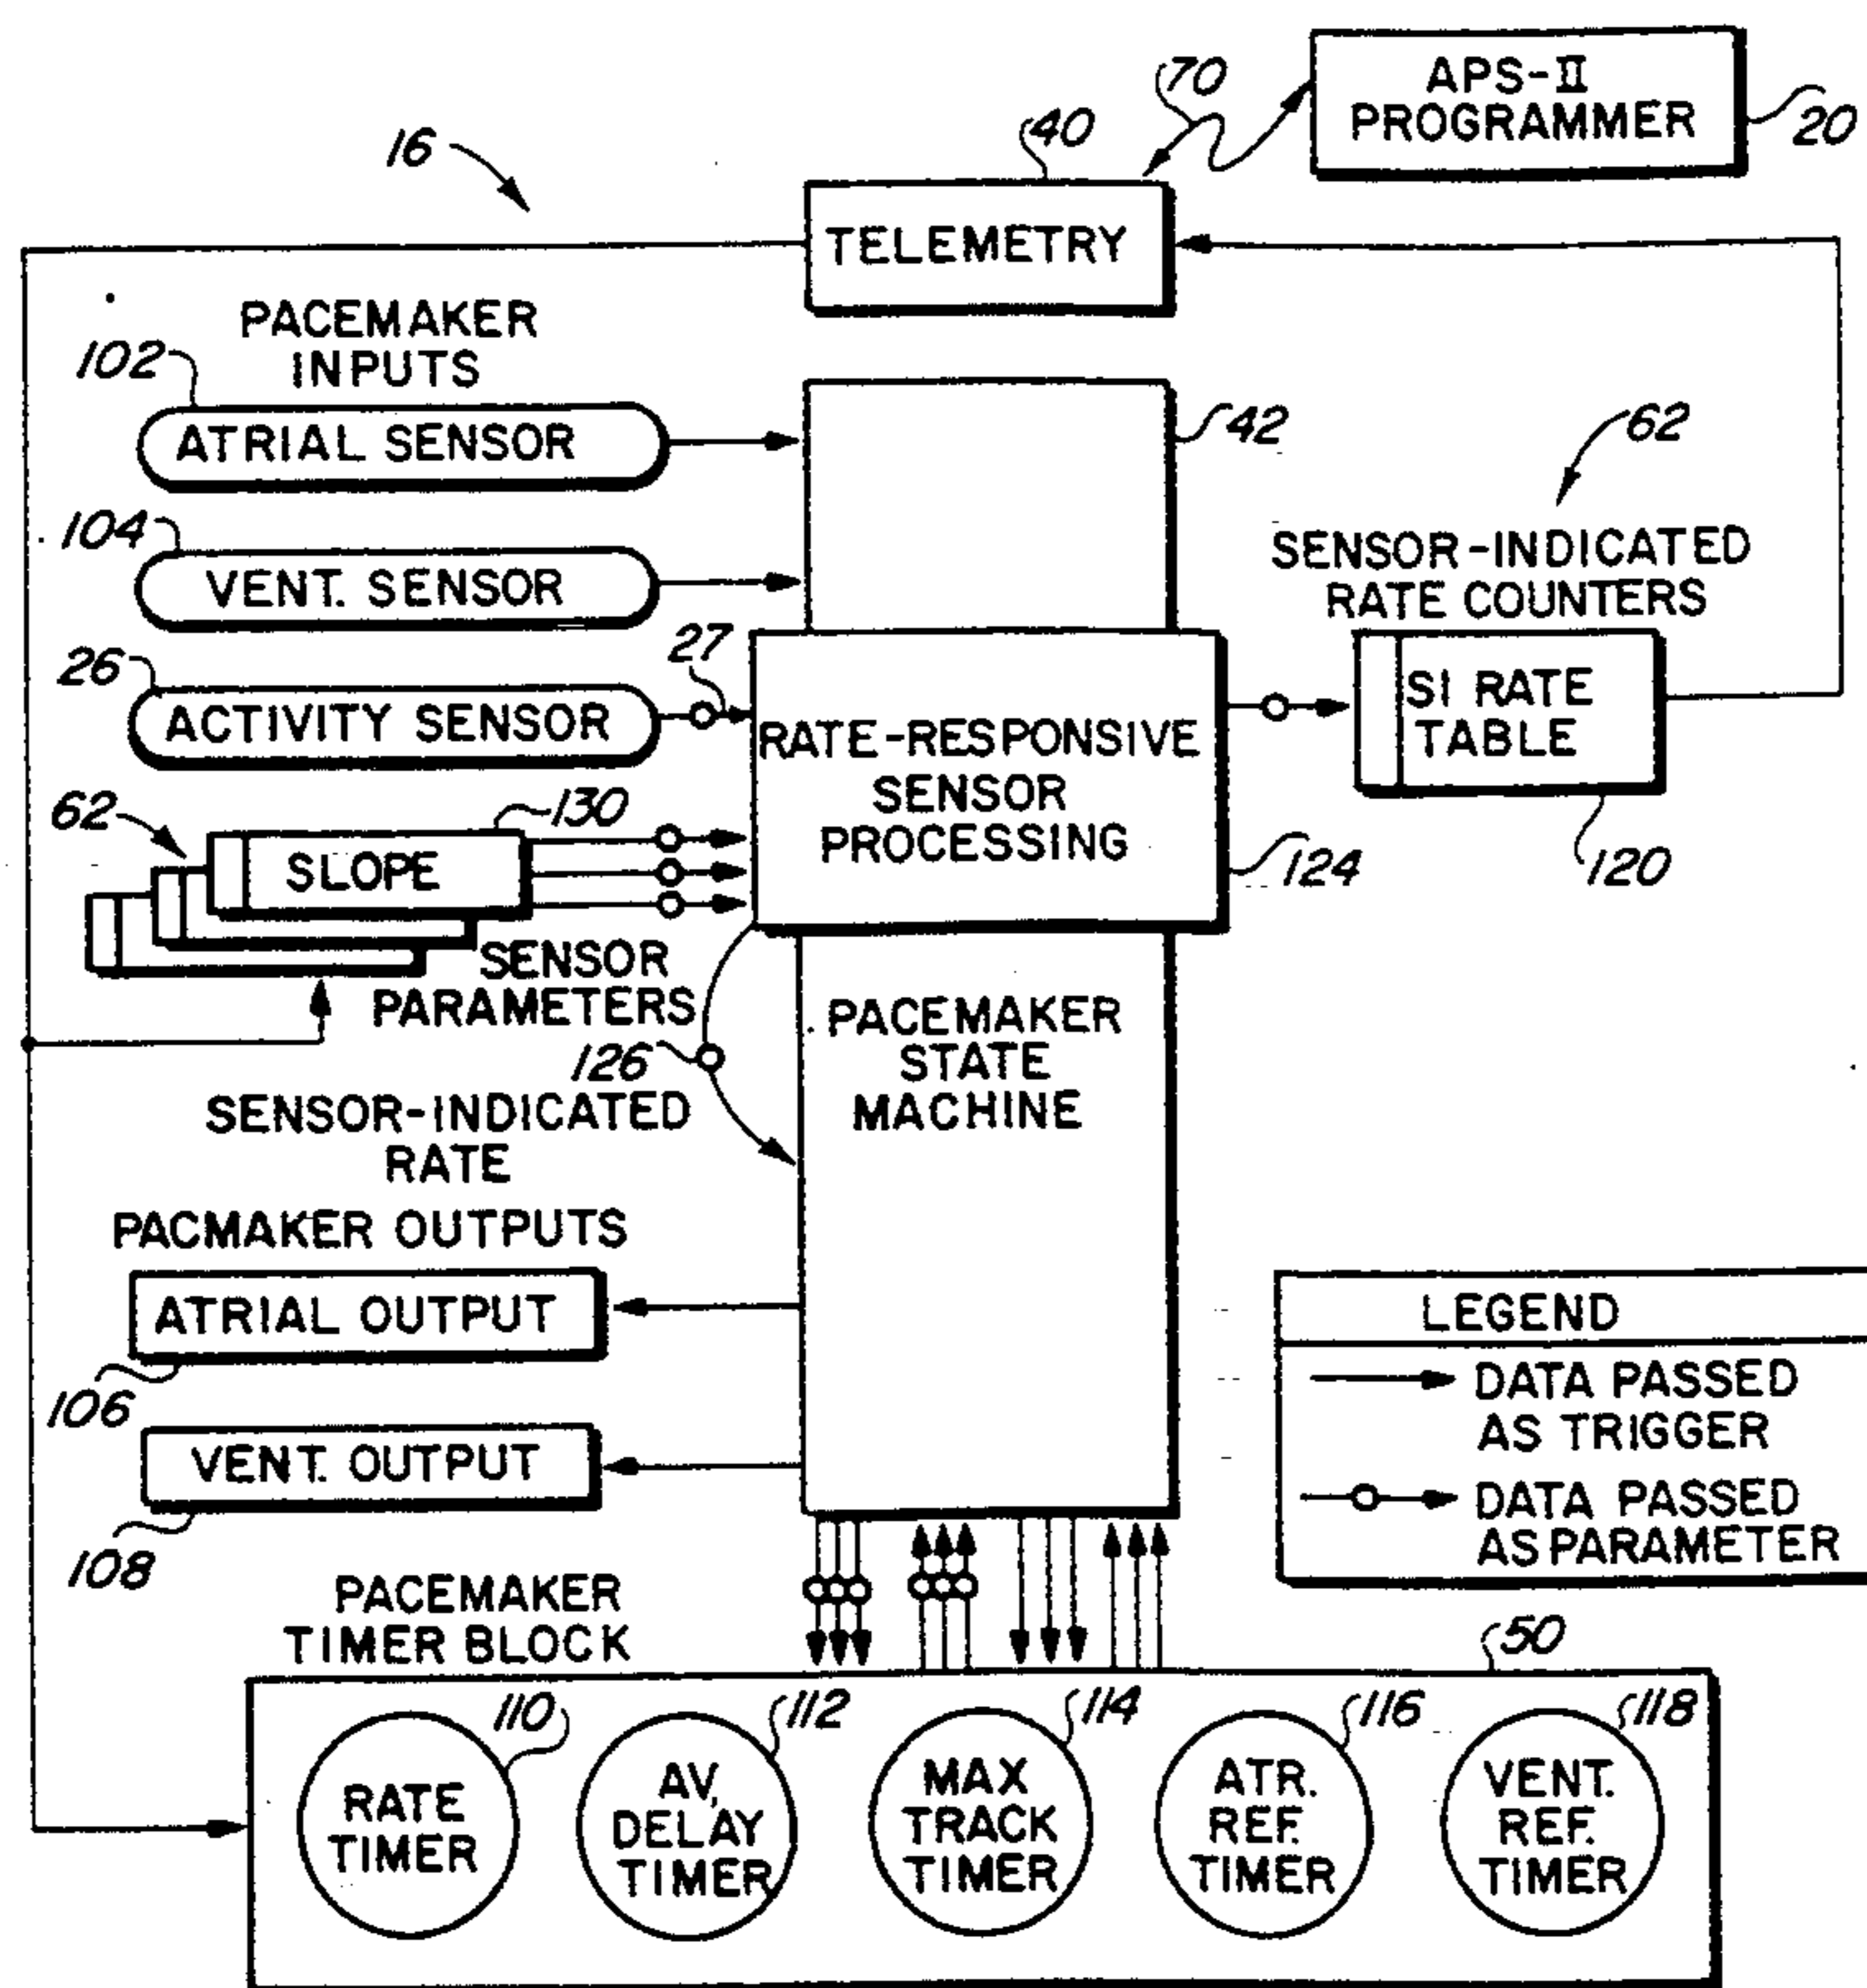 APS-II
PROGRAMMER
20
70
40
16
TELEMETRY
PACEMAKER
INPUTS
102
ATRIAL SENSOR
42
62
104
VENT. SENSOR
SENSOR-INDICATED
RATE COUNTERS
26
27
ACTIVITY SENSOR
RATE-RESPONSIVE
SENSOR
PROCESSING
SI RATE
TABLE
62
130
SLOPE
124
120
SENSOR
PARAMETERS
126
PACEMAKER
STATE
MACHINE
SENSOR-INDICATED
RATE
PACMAKER OUTPUTS
ATRIAL OUTPUT
106
VENT. OUTPUT
108
LEGEND
DATA PASSED
AS TRIGGER
DATA PASSED
AS PARAMETER
PACEMAKER
TIMER BLOCK
50
110
RATE
TIMER
112
AV,
DELAY
TIMER
114
MAX
TRACK
TIMER
116
ATR.
REF.
TIMER
118
VENT.
REF.
TIMER